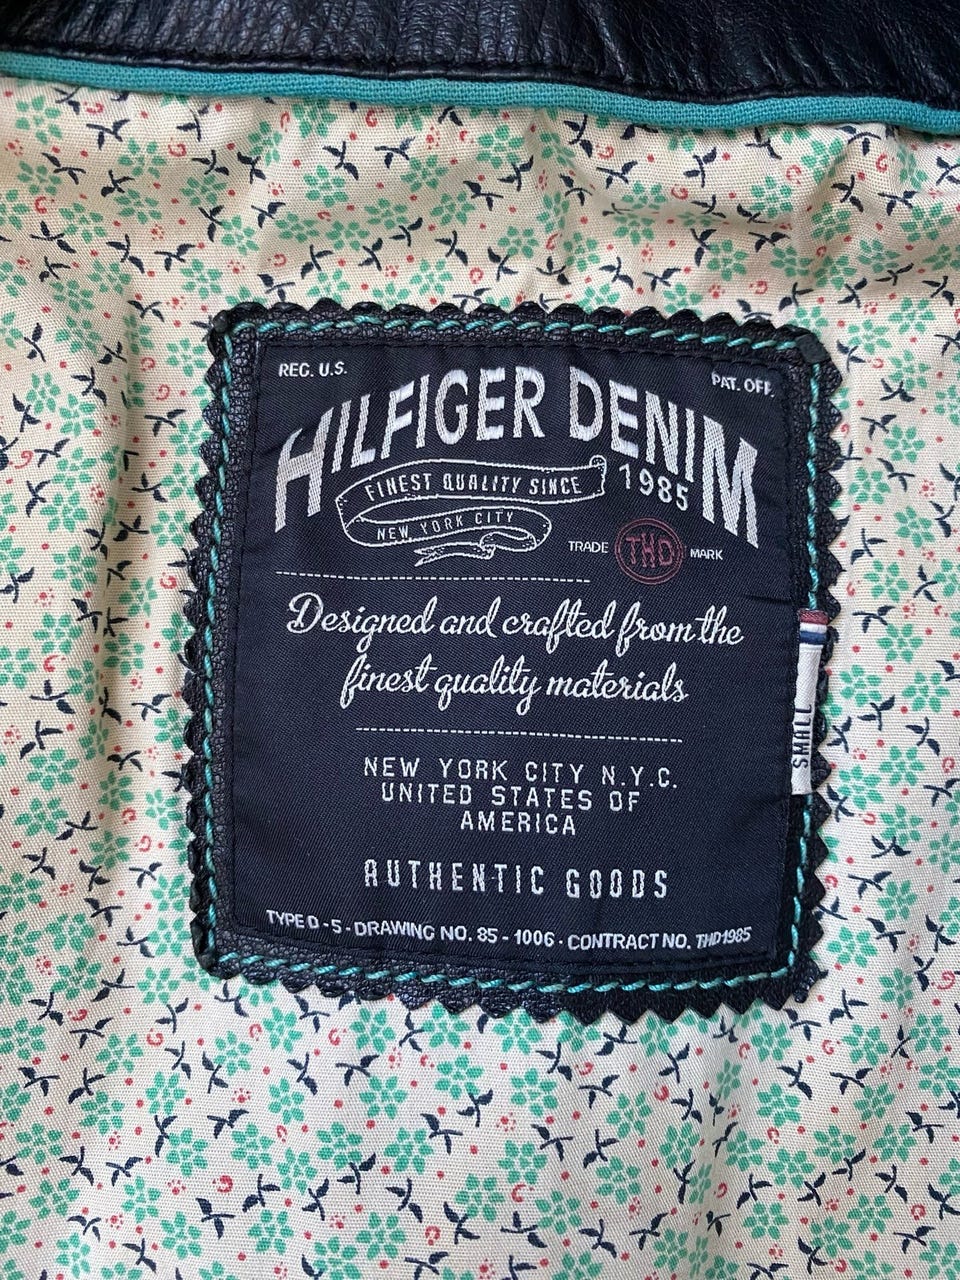 REG. U.S.
PAT. OFF.
HILFIGER DENIM
FINEST QUALITY SINCE 1985
NEW YORK CITY
TRADE THD MARK
Designed and crafted from the
finest quality materials
SMALL
NEW YORK CITY N.Y.C.
UNITED STATES OF
AMERICA
AUTHENTIC GOODS
TYPE D - 5 - DRAWING NO. 85 - 1006 - CONTRACT NO. THD1985